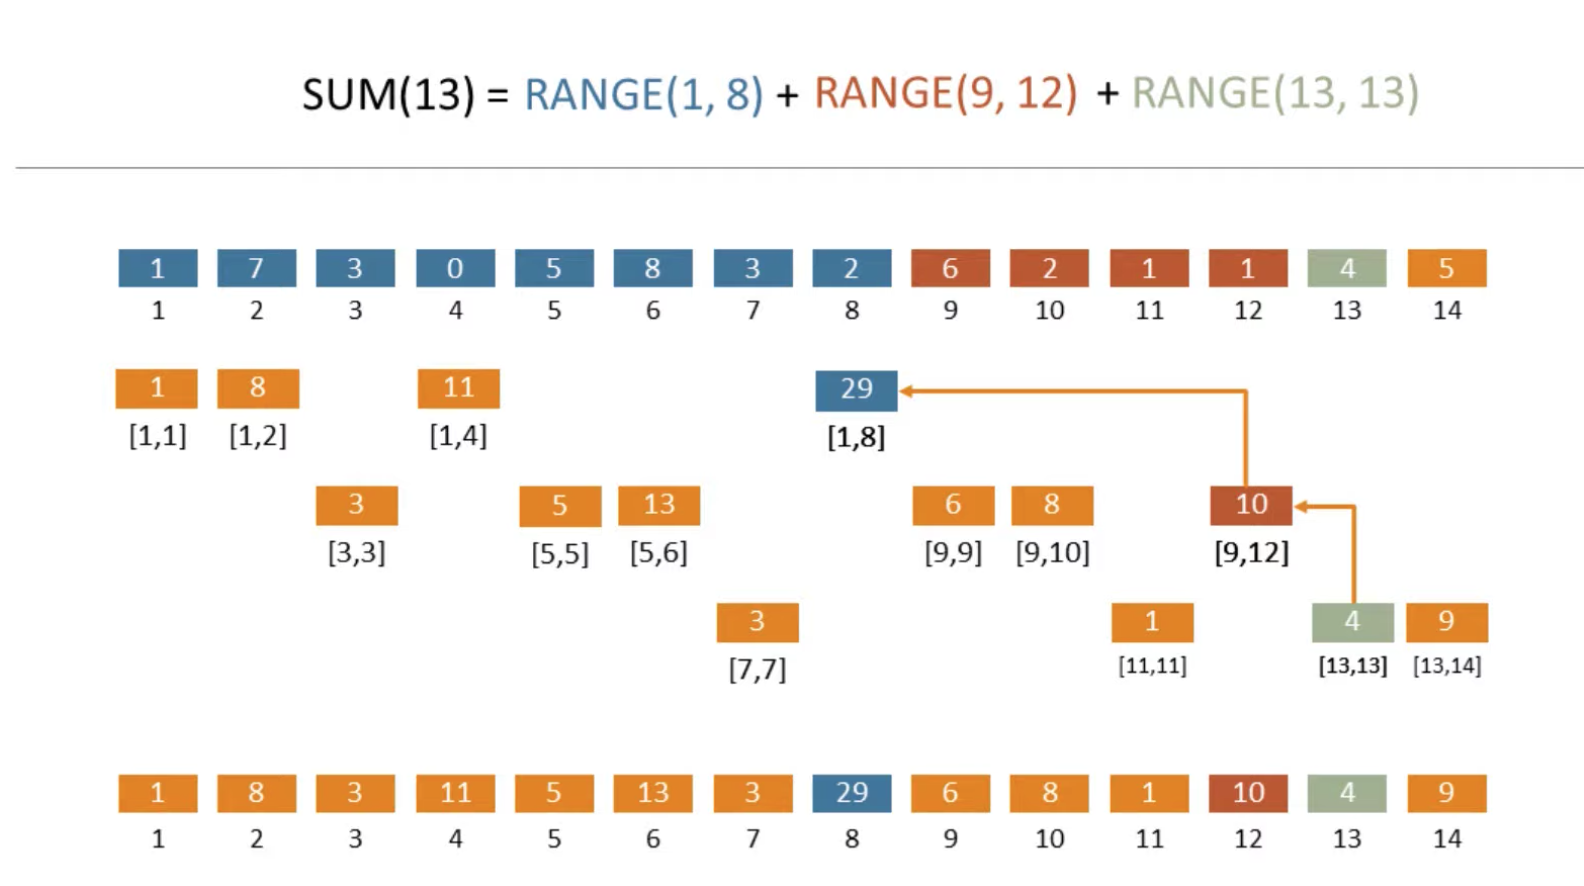 SUM(13) = RANGE(1, 8) + RANGE(9, 12) + RANGE(13, 13)
1 7 3 0 5 8 3 2 6 2 1 1 4 5
1 2 3 4 5 6 7 8 9 10 11 12 13 14
1 8 11 29
[1,1] [1,2] [1,4] [1,8]
3 5 13 6 8 10
[3,3] [5,5] [5,6] [9,9] [9,10] [9,12]
3 1 4 9
[7,7] [11,11] [13,13] [13,14]
1 8 3 11 5 13 3 29 6 8 1 10 4 9
1 2 3 4 5 6 7 8 9 10 11 12 13 14